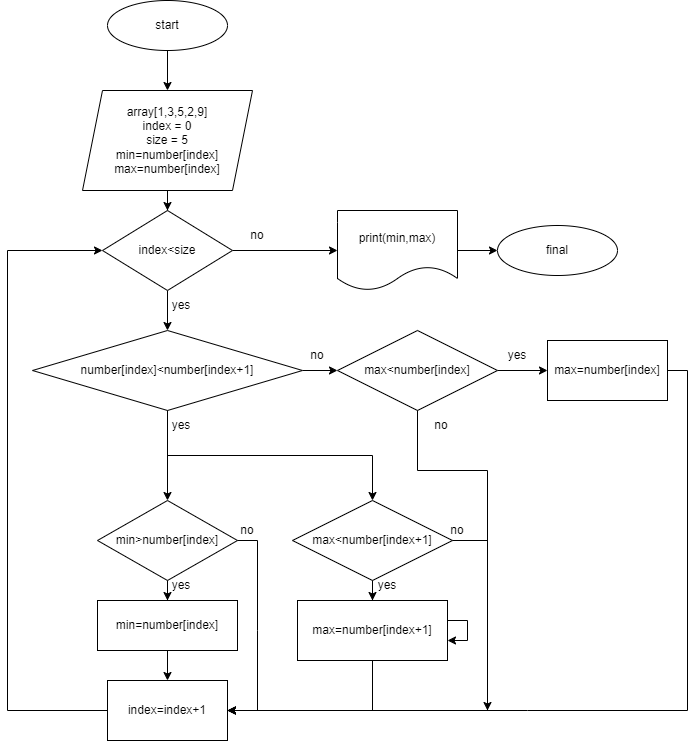 start
array[1,3,5,2,9]
index = 0
size = 5
min=number[index]
max=number[index]
index<size
no
print(min,max)
final
yes
number[index]<number[index+1]
no
max<number[index]
yes
max=number[index]
yes
no
min>number[index]
no
max<number[index+1]
no
yes
yes
min=number[index]
max=number[index+1]
index=index+1